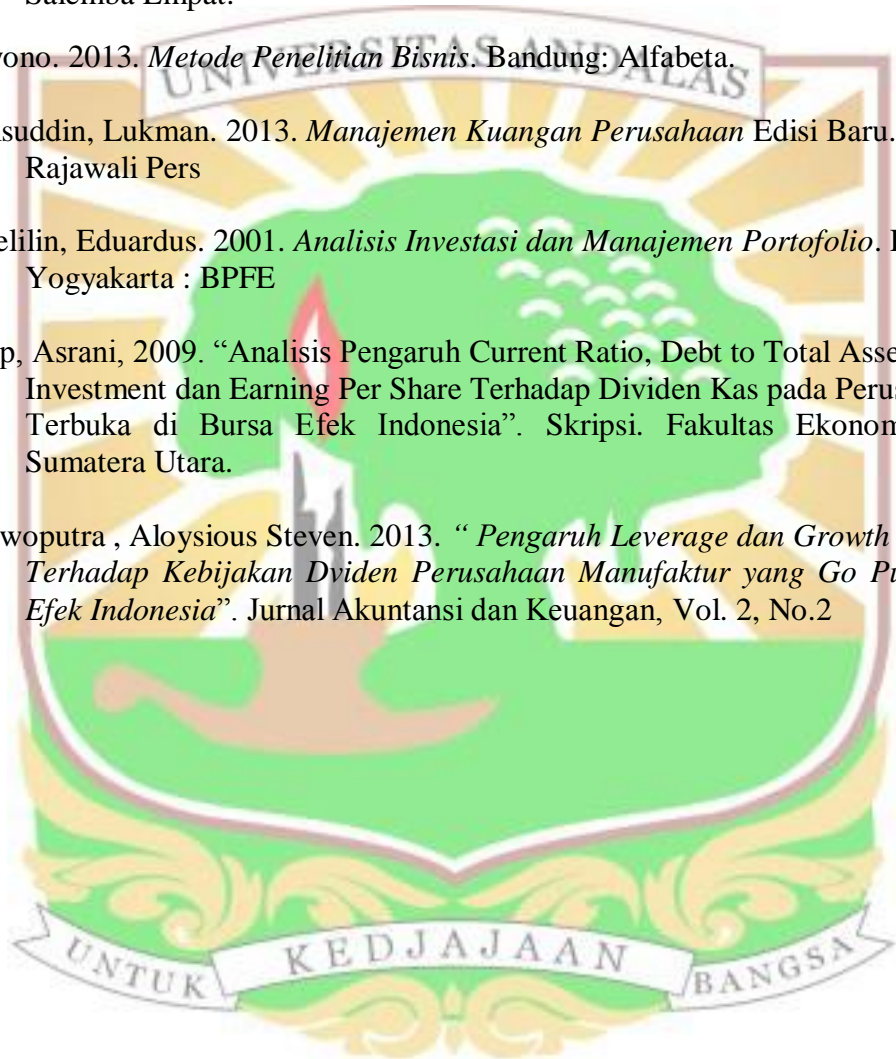 Salemba Empat.
UNIVERSITAS ANDALAS
ono. 2013. Metode Penelitian Bisnis. Bandung: Alfabeta.
suddin, Lukman. 2013. Manajemen Kuangan Perusahaan Edisi Baru.
Rajawali Pers
elilin, Eduardus. 2001. Analisis Investasi dan Manajemen Portofolio.
Yogyakarta : BPFE
p, Asrani, 2009. “Analisis Pengaruh Current Ratio, Debt to Total Asse
Investment dan Earning Per Share Terhadap Dividen Kas pada Perus
Terbuka di Bursa Efek Indonesia”. Skripsi. Fakultas Ekonom
Sumatera Utara.
woputra , Aloysious Steven. 2013. “ Pengaruh Leverage dan Growth
Terhadap Kebijakan Dviden Perusahaan Manufaktur yang Go Pu
Efek Indonesia”. Jurnal Akuntansi dan Keuangan, Vol. 2, No.2
UNTUK KEDJAJAAN BANGSA